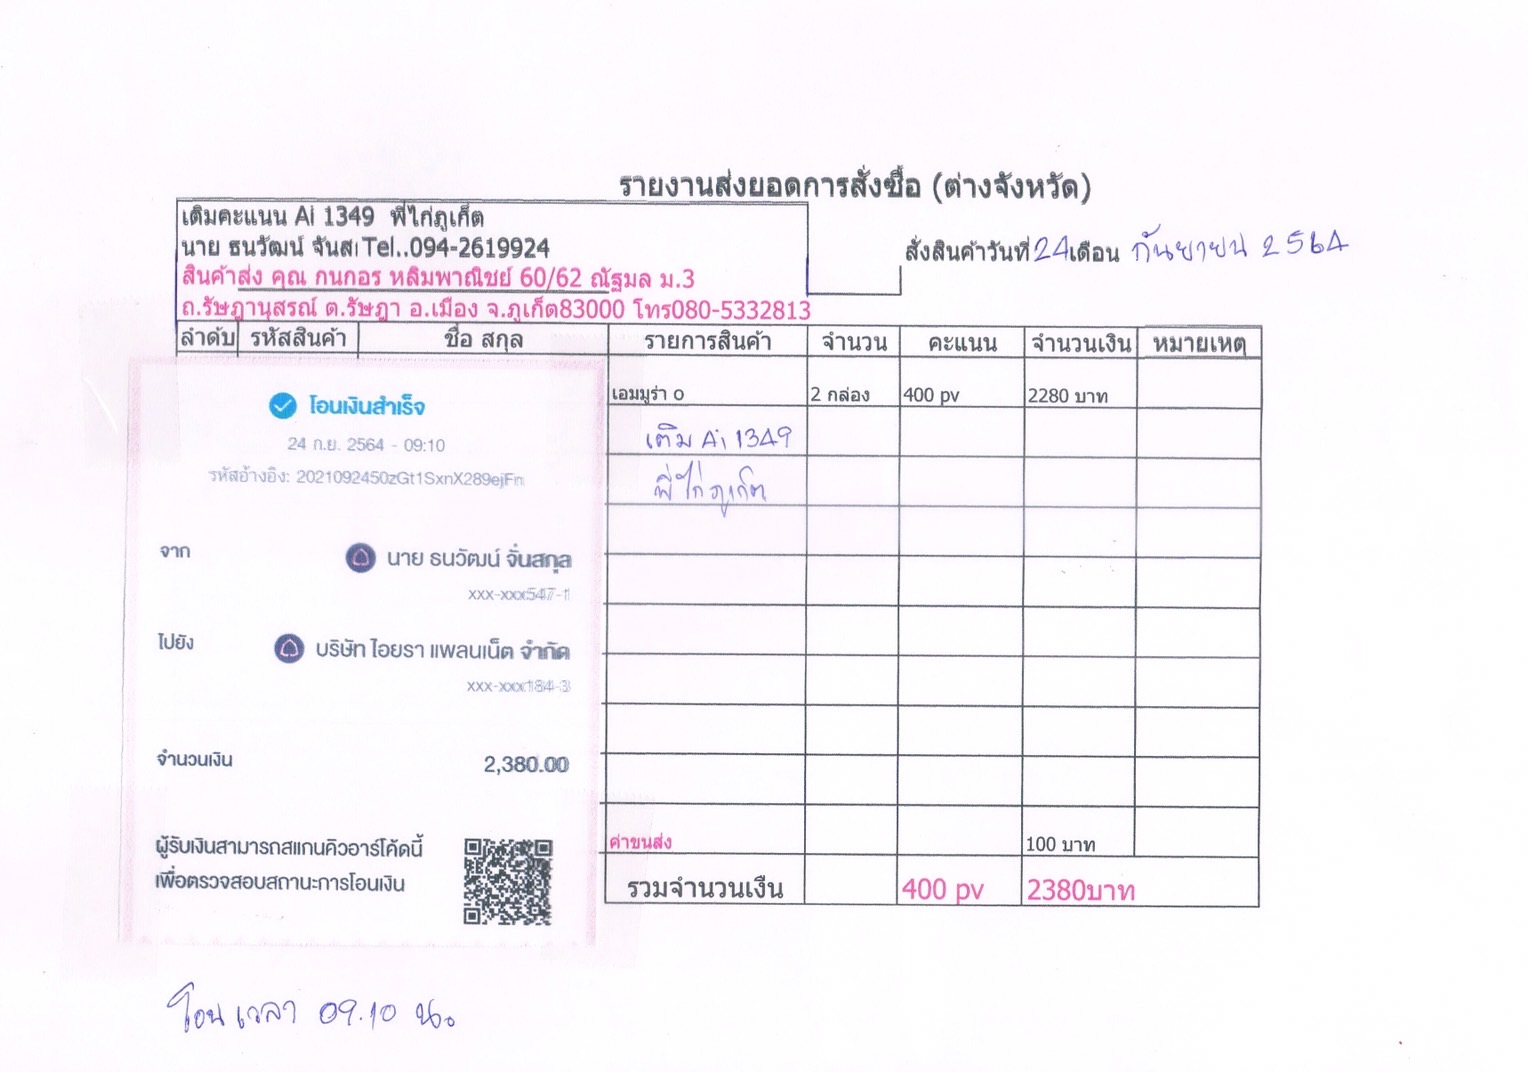 รายงานส่งยอดการสั่งซื้อ (ต่างจังหวัด)
เติมคะแนน Ai 1349 พี่ไก่ภูเก็ต
นาย ธนวัฒน์ จันส Tel..094-2619924
สั่งสินค้าวันที่ 24 เดือน กันยายน 2564
สินค้าส่ง คุณ กนกอร หลิมพาณิชย์ 60/62 ณัฐมล ม.3
ถ.รัษฎานุสรณ์ ต.รัษฎา อ.เมือง จ.ภูเก็ต83000 โทร080-5332813
ลำดับ รหัสสินค้า ชื่อ สกุล รายการสินค้า จำนวน คะแนน จำนวนเงิน หมายเหตุ
เอมมูร่า o 2 กล่อง 400 pv 2280 บาท
เติม Ai 1349
พี่ไก่ภูเก็ต
โอนเงินสำเร็จ
24 ก.ย. 2564 - 09:10
รหัสอ้างอิง: 2021092450zGt1SxnX289ejFm
จาก นาย ธนวัฒน์ จั่นสกุล
xxx-xxx547-1
ไปยัง บริษัท ไอยรา แพลนเน็ต จำกัด
xxx-xxx184-3
จำนวนเงิน 2,380.00
ผู้รับเงินสามารถสแกนคิวอาร์โค้ดนี้
เพื่อตรวจสอบสถานะการโอนเงิน
ค่าขนส่ง 100 บาท
รวมจำนวนเงืน 400 pv 2380บาท
โอนเวลา 09.10 น.